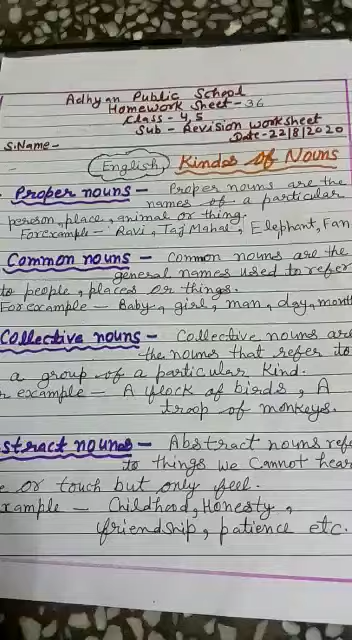 Adhyan Public School
Homework Sheet - 36
Class - 4,5
Sub - Revision worksheet
Date - 22/8/2020
S.Name -
English Kinds of Nouns
Proper nouns - Proper nouns are the
names of a particular
person, place, animal or thing.
For example - Ravi, Taj Mahal, Elephant, Fan
Common nouns - Common nouns are the
general names used to refer
to people, places or things.
For example - Baby, girl, man, day, month
Collective nouns - Collective nouns are
the nouns that refer to
a group of a particular kind.
example - A flock of birds, A
troop of monkeys.
stract nouns - Abstract nouns refe
to things we cannot hear
or touch but only feel.
xample - Childhood, Honesty,
friendship, patience etc.